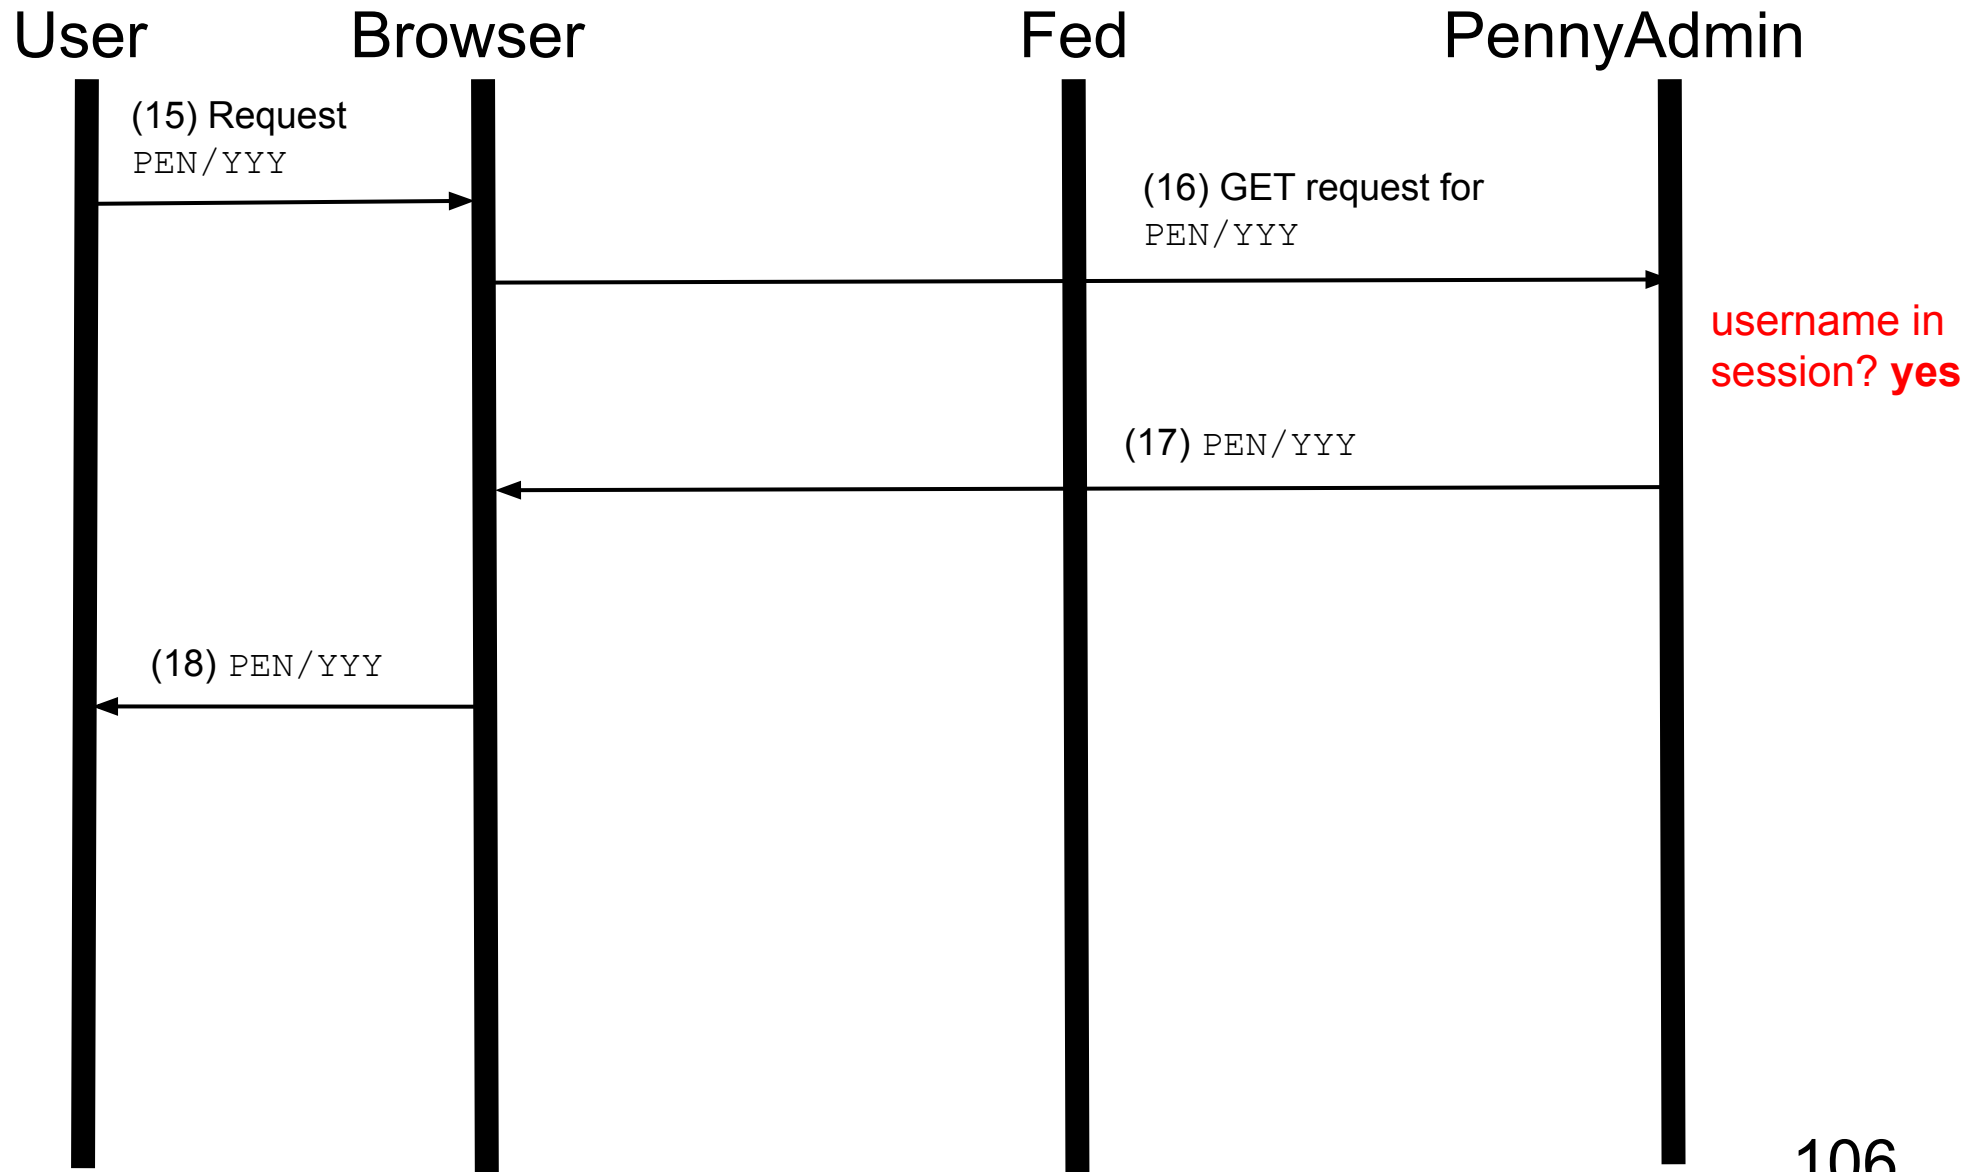 User Browser Fed PennyAdmin
(15) Request
PEN/YYY
(16) GET request for
PEN/YYY
username in
session? yes
(17) PEN/YYY
(18) PEN/YYY
106